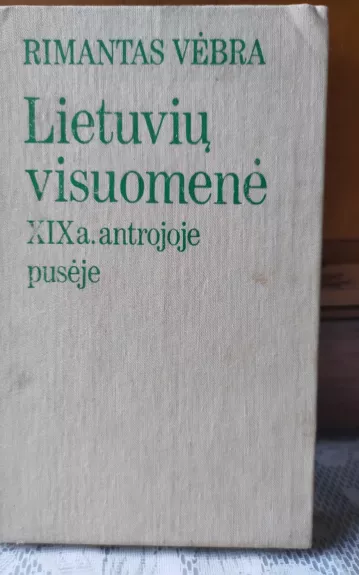 RIMANTAS VĖBRA
Lietuvių
visuomenė
XIXa.antrojoje
pusėje